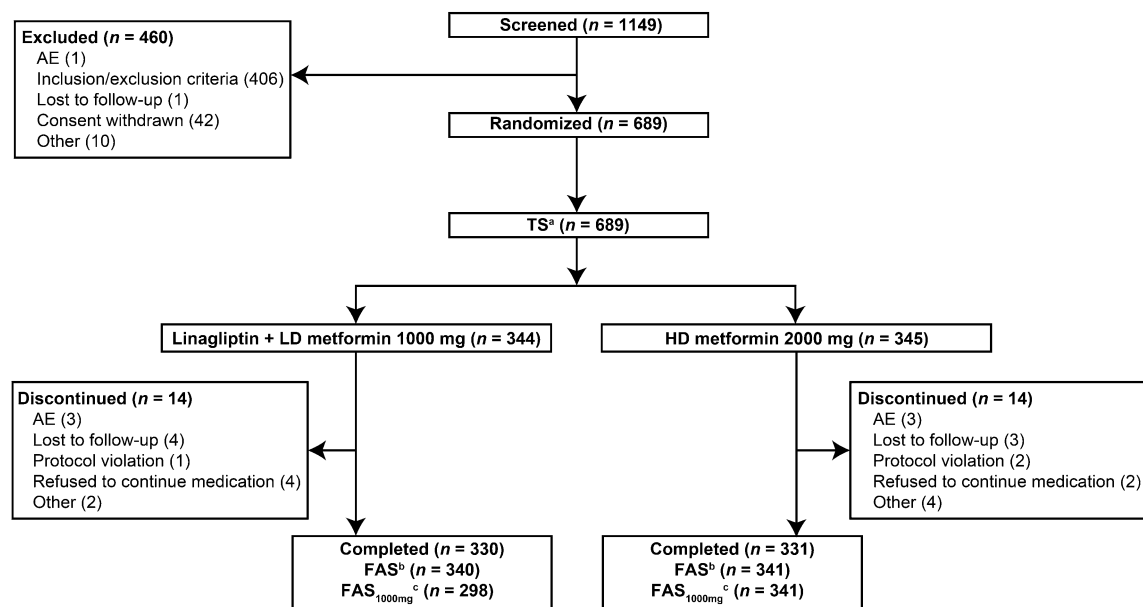 Screened (n = 1149)
Excluded (n = 460)
AE (1)
Inclusion/exclusion criteria (406)
Lost to follow-up (1)
Consent withdrawn (42)
Other (10)
Randomized (n = 689)
TSᵃ (n = 689)
Linagliptin + LD metformin 1000 mg (n = 344)
HD metformin 2000 mg (n = 345)
Discontinued (n = 14)
AE (3)
Lost to follow-up (4)
Protocol violation (1)
Refused to continue medication (4)
Other (2)
Discontinued (n = 14)
AE (3)
Lost to follow-up (3)
Protocol violation (2)
Refused to continue medication (2)
Other (4)
Completed (n = 330)
FASᵇ (n = 340)
FAS1000mgᶜ (n = 298)
Completed (n = 331)
FASᵇ (n = 341)
FAS1000mgᶜ (n = 341)